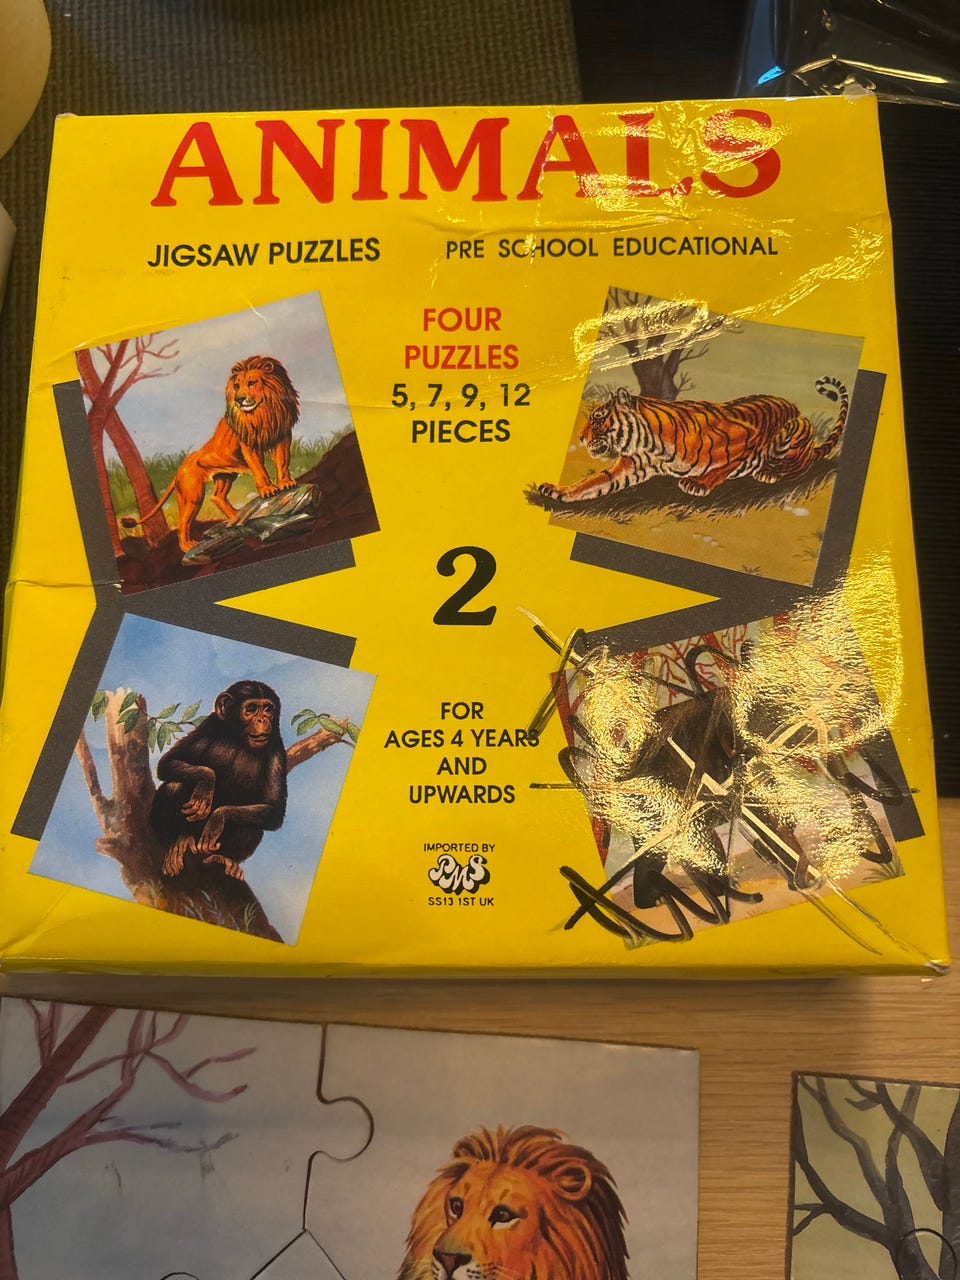 ANIMALS
JIGSAW PUZZLES
PRE SCHOOL EDUCATIONAL
FOUR
PUZZLES
5, 7, 9, 12
PIECES
2
FOR
AGES 4 YEARS
AND
UPWARDS
IMPORTED BY
PMS
SS13 1ST UK